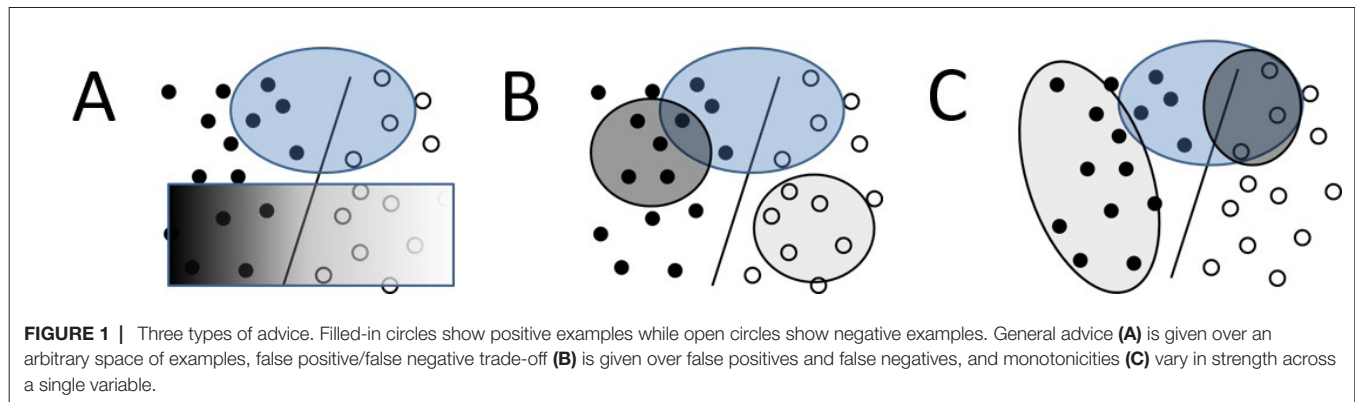 A
B
C
FIGURE 1 | Three types of advice. Filled-in circles show positive examples while open circles show negative examples. General advice (A) is given over an
arbitrary space of examples, false positive/false negative trade-off (B) is given over false positives and false negatives, and monotonicities (C) vary in strength across
a single variable.